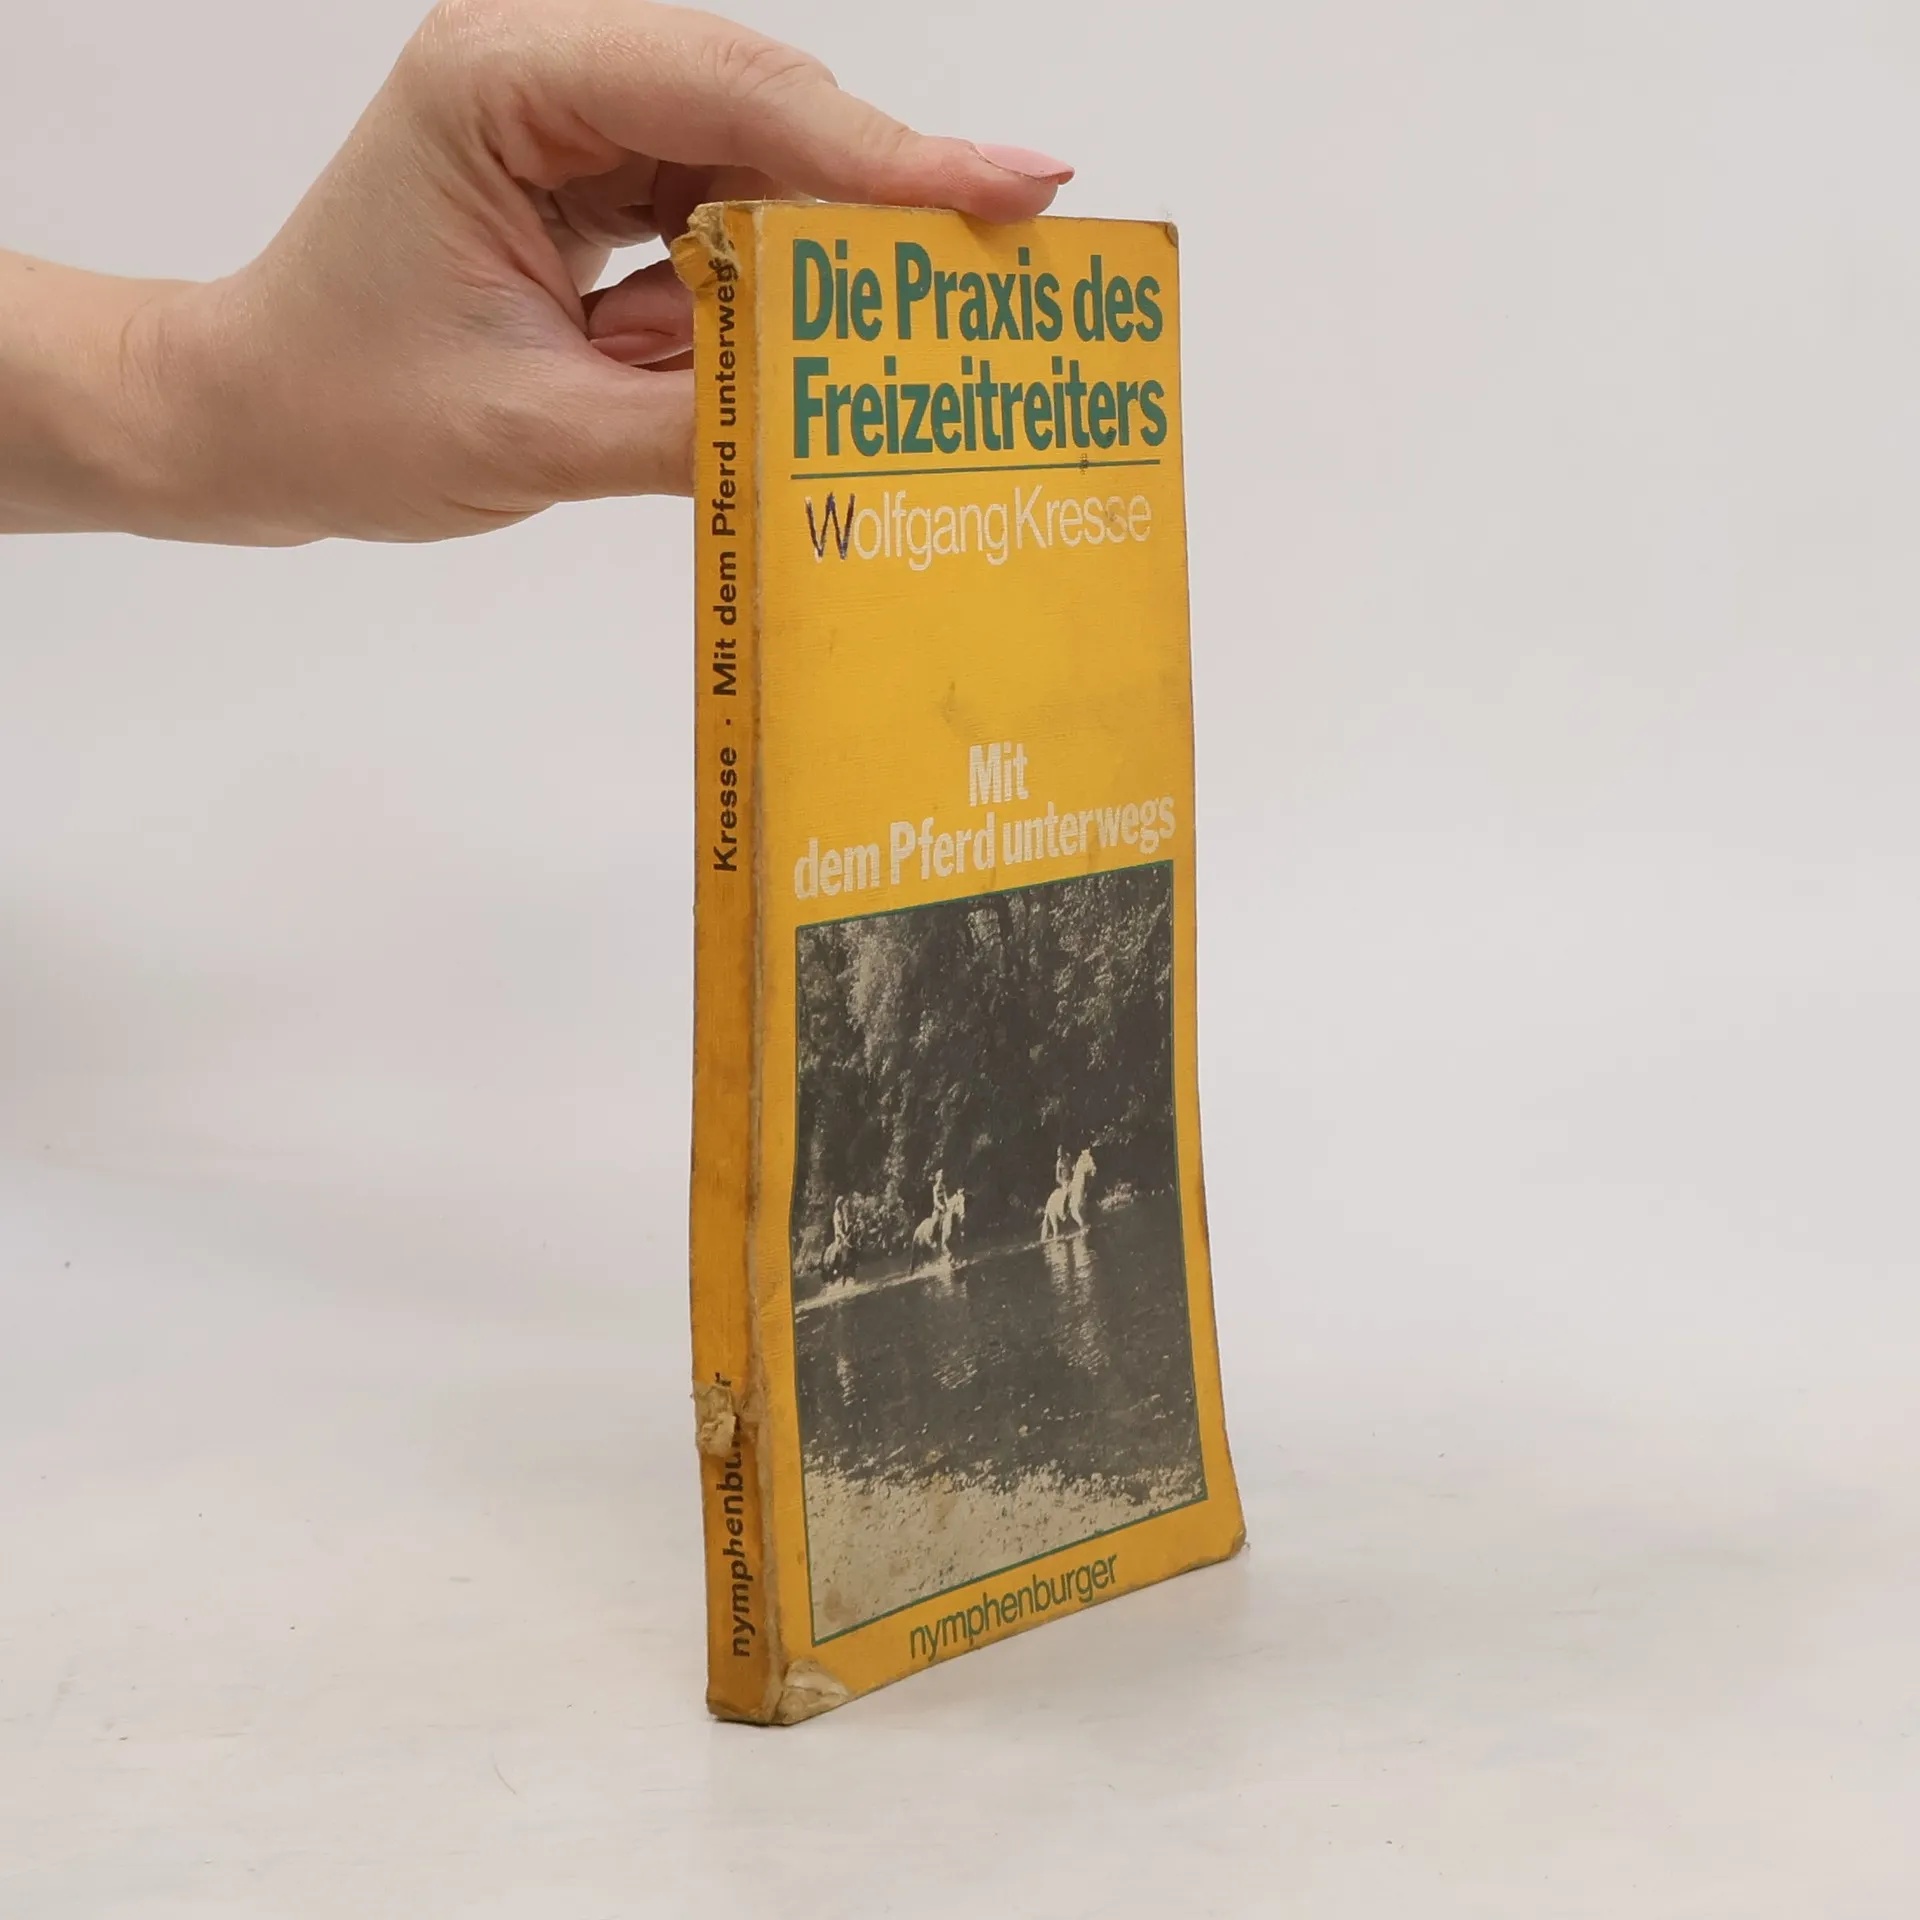 Die Praxis des
Freizeitreiters
Wolfgang Kresse
Mit
dem Pferd unterwegs
nymphenburger
Kresse · Mit dem Pferd unterwegs
nymphenburger